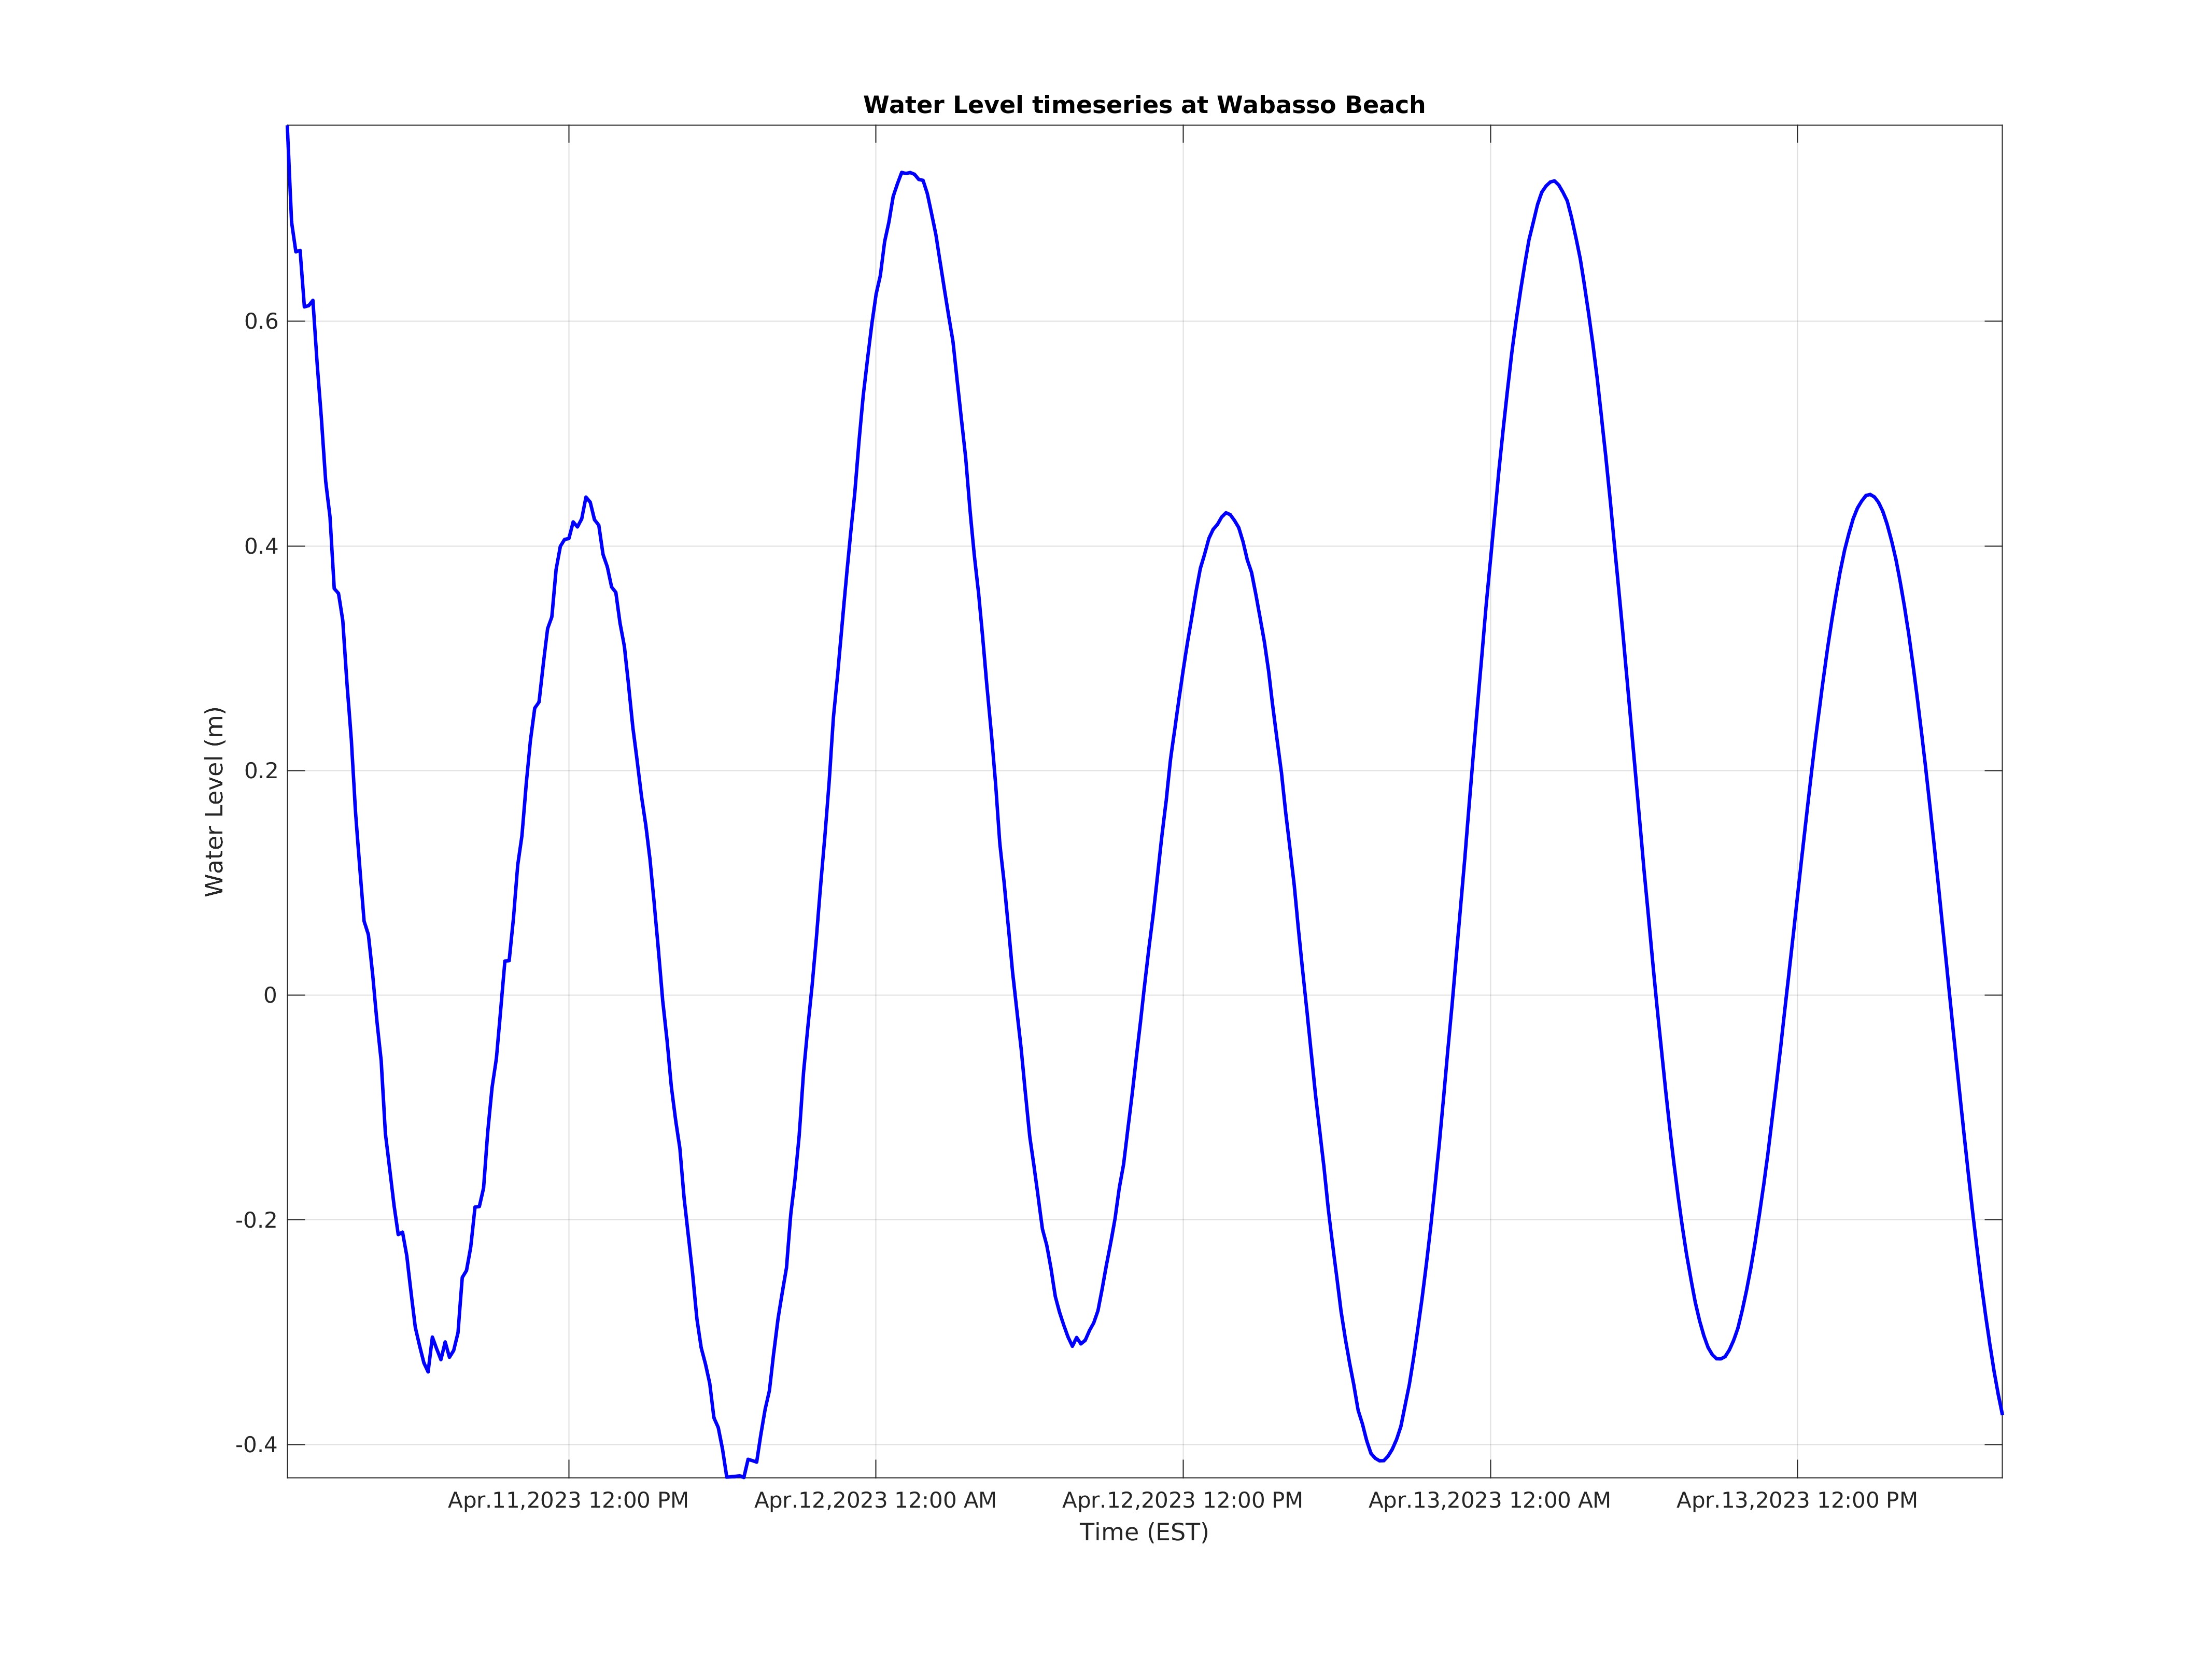 Water Level timeseries at Wabasso Beach
0.6
0.4
0.2
0
-0.2
-0.4
Water Level (m)
Apr.11,2023 12:00 PM Apr.12,2023 12:00 AM Apr.12,2023 12:00 PM Apr.13,2023 12:00 AM Apr.13,2023 12:00 PM
Time (EST)